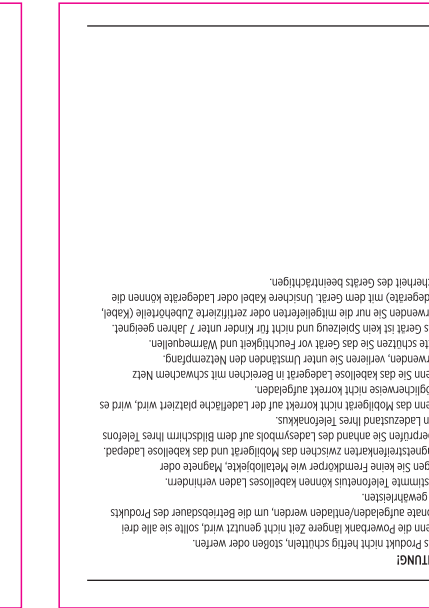 HTUNG!
s Produkt nicht heftig schütteln, stoßen oder werfen.
enn die Powerbank längere Zeit nicht genutzt wird, sollte sie alle drei
onate aufgeladen/entladen werden, um die Betriebsdauer des Produkts
gewährleisten.
stimmte Telefonetuis können kabelloses Laden verhindern.
gen Sie keine Fremdkörper wie Metallobjekte, Magnete oder
gnetstreifenkarten zwischen das Mobilgerät und das kabellose Ladepad.
erprüfen Sie anhand des Ladesymbols auf dem Bildschirm Ihres Telefons
n Ladezustand Ihres Telefonakkus.
enn das Mobilgerät nicht korrekt auf der Ladefläche platziert wird, wird es
öglicherweise nicht korrekt aufgeladen.
enn Sie das kabellose Ladegerät in Bereichen mit schwachem Netz
rwenden, verlieren Sie unter Umständen den Netzempfang.
te schützen Sie das Gerät vor Feuchtigkeit und Wärmequellen.
s Gerät ist kein Spielzeug und nicht für Kinder unter 7 Jahren geeignet.
rwenden Sie nur die mitgelieferten oder zertifizierte Zubehörteile (Kabel,
degeräte) mit dem Gerät. Unsichere Kabel oder Ladegeräte können die
cherheit des Geräts beeinträchtigen.